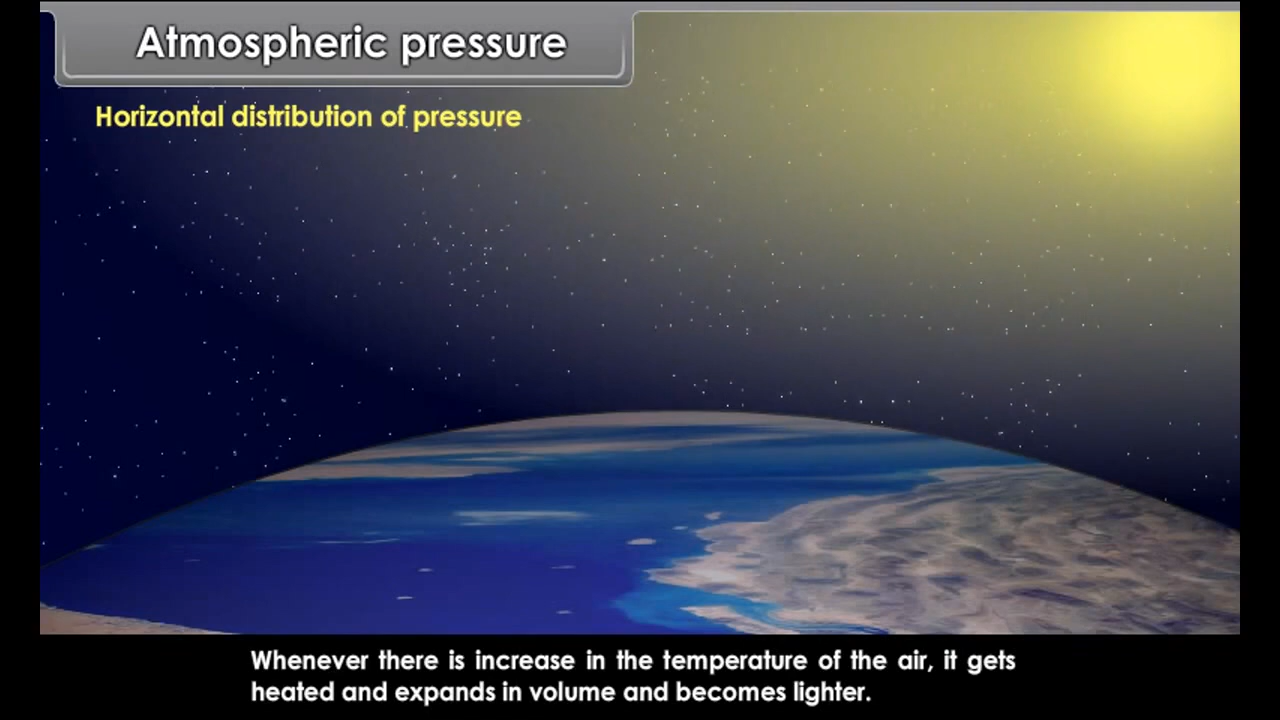 Atmospheric pressure
Horizontal distribution of pressure
Whenever there is increase in the temperature of the air, it gets
heated and expands in volume and becomes lighter.